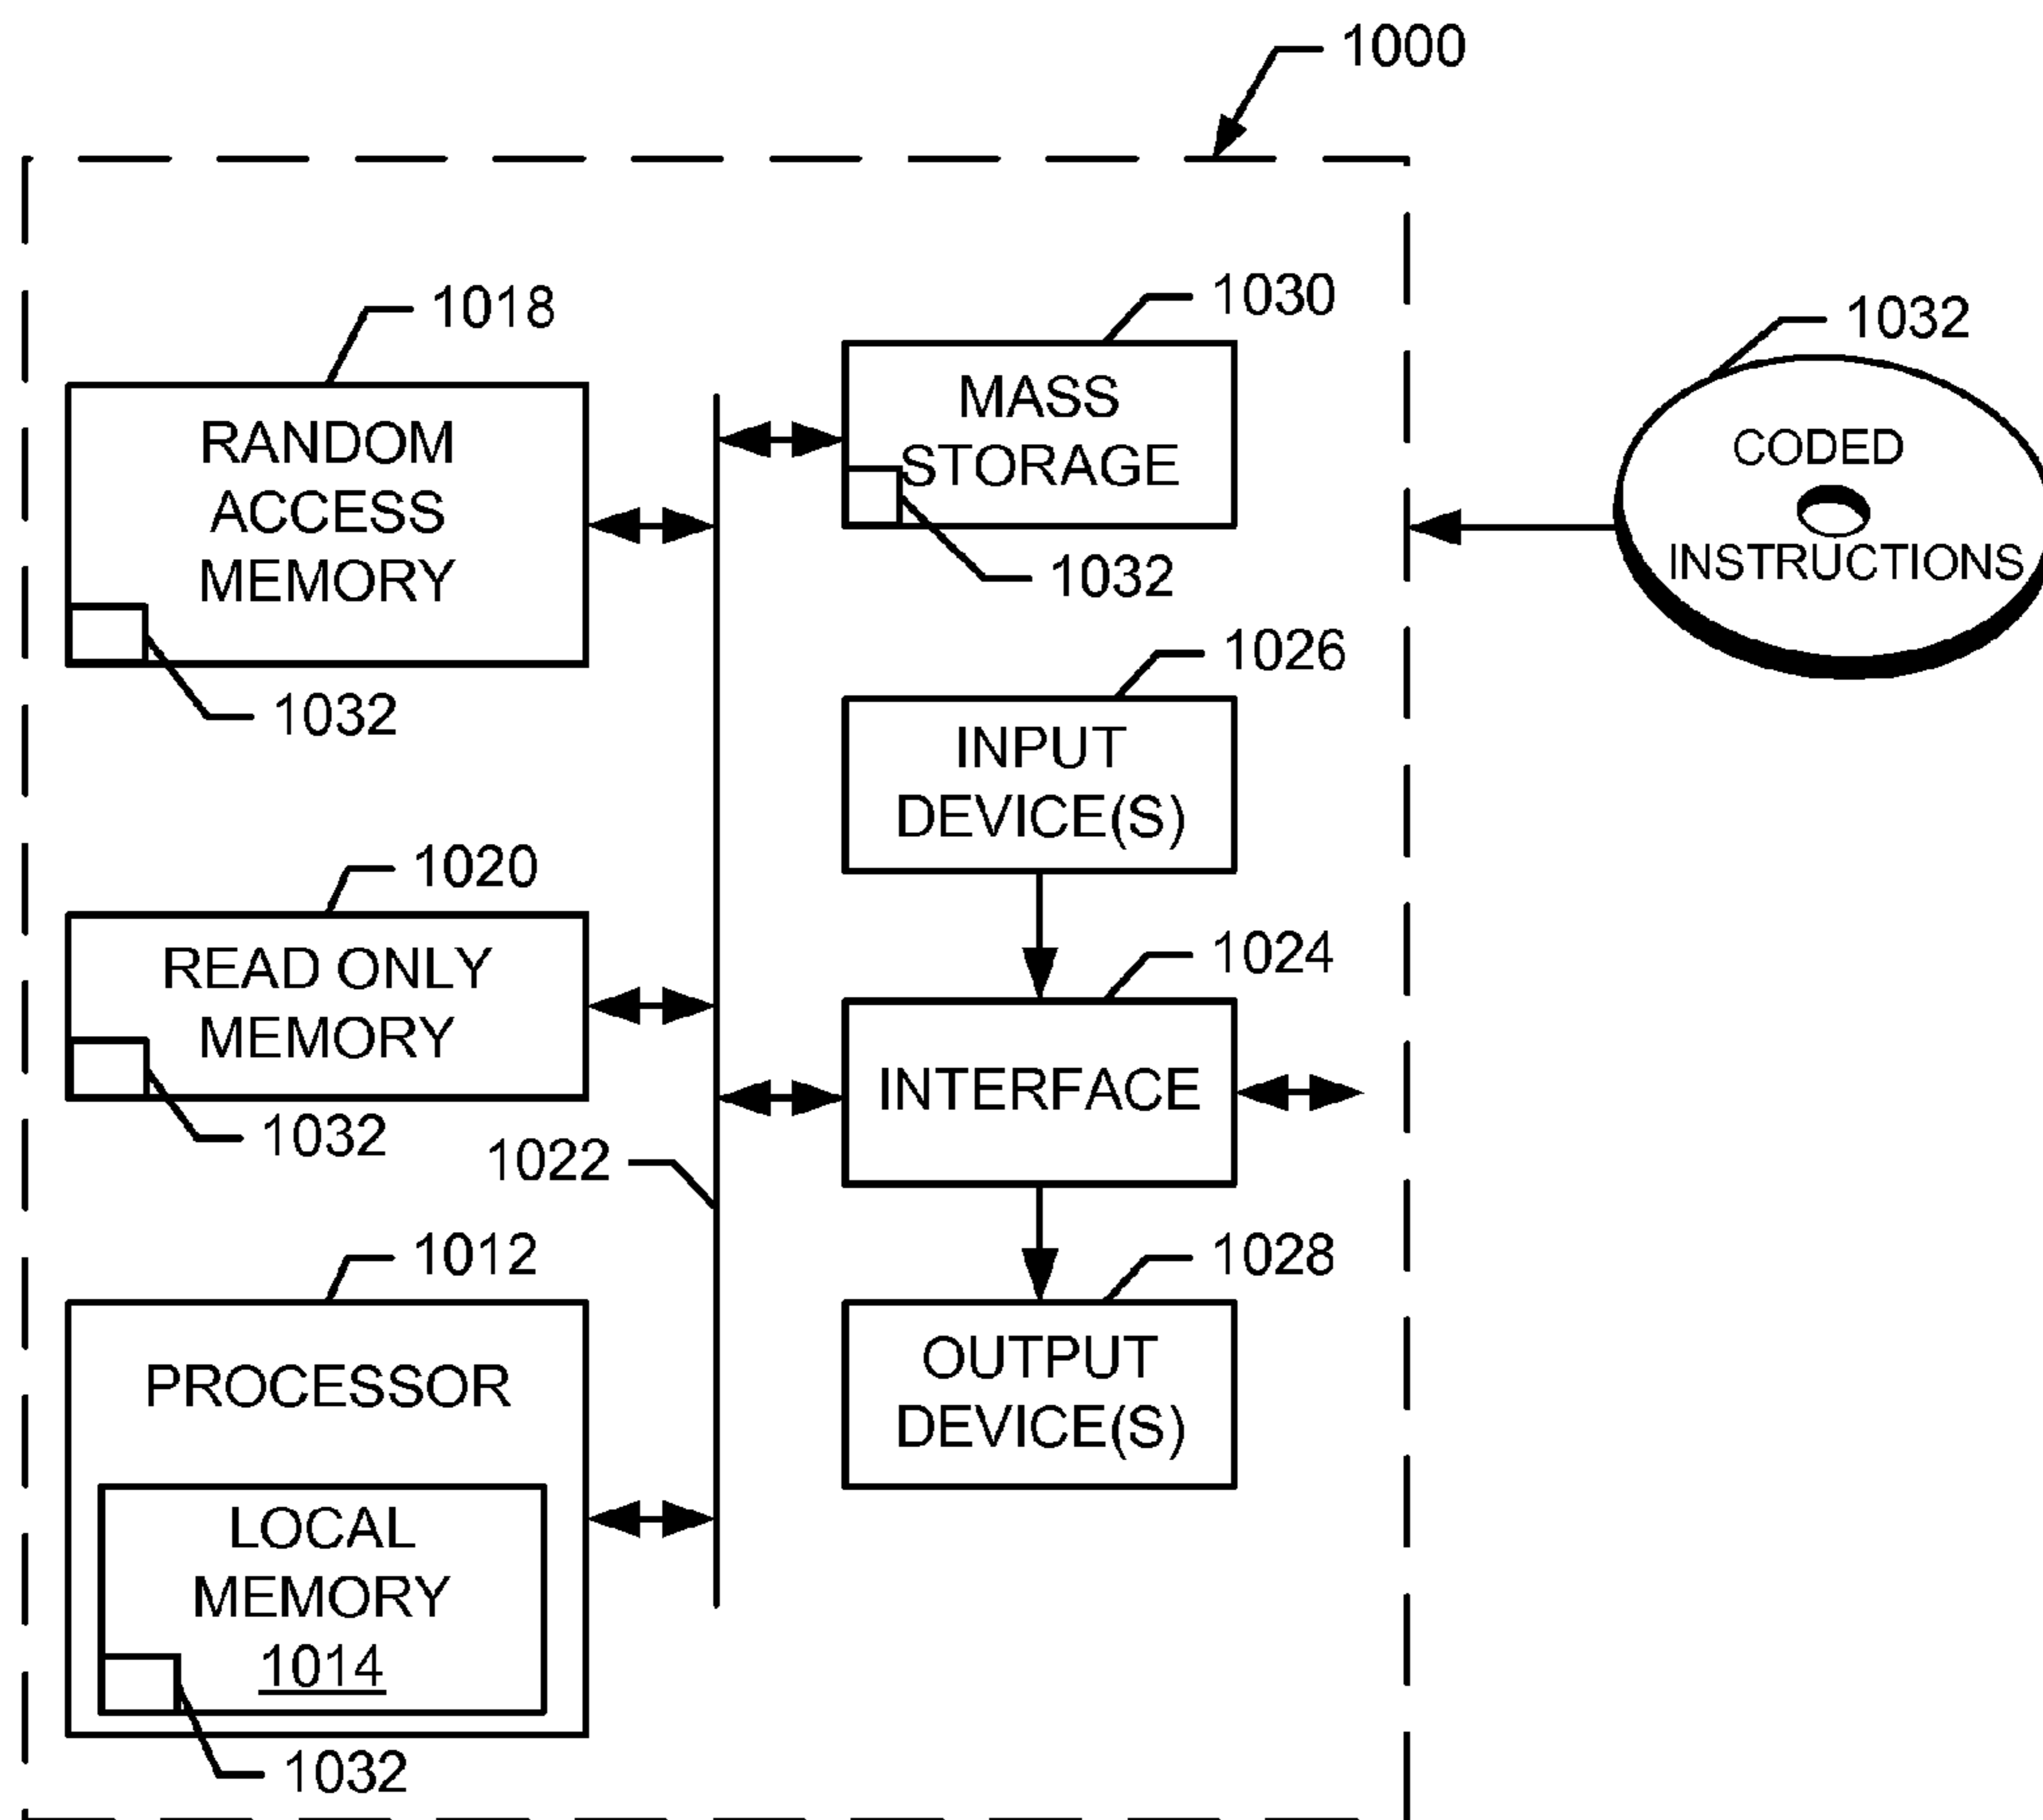 1000
1018
RANDOM
ACCESS
MEMORY
1032
1030
MASS
STORAGE
1032
1032
CODED
INSTRUCTIONS
1026
INPUT
DEVICE(S)
1020
READ ONLY
MEMORY
1032
1024
INTERFACE
1022
1012
PROCESSOR
LOCAL
MEMORY
1014
1032
1028
OUTPUT
DEVICE(S)